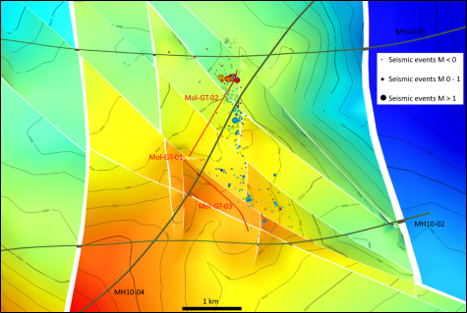 MH10-03
Seismic events M < 0
Seismic events M 0 - 1
Seismic events M > 1
Mol-GT-02
Mol-GT-01
Mol-GT-03
MH10-02
MH10-04
1 km